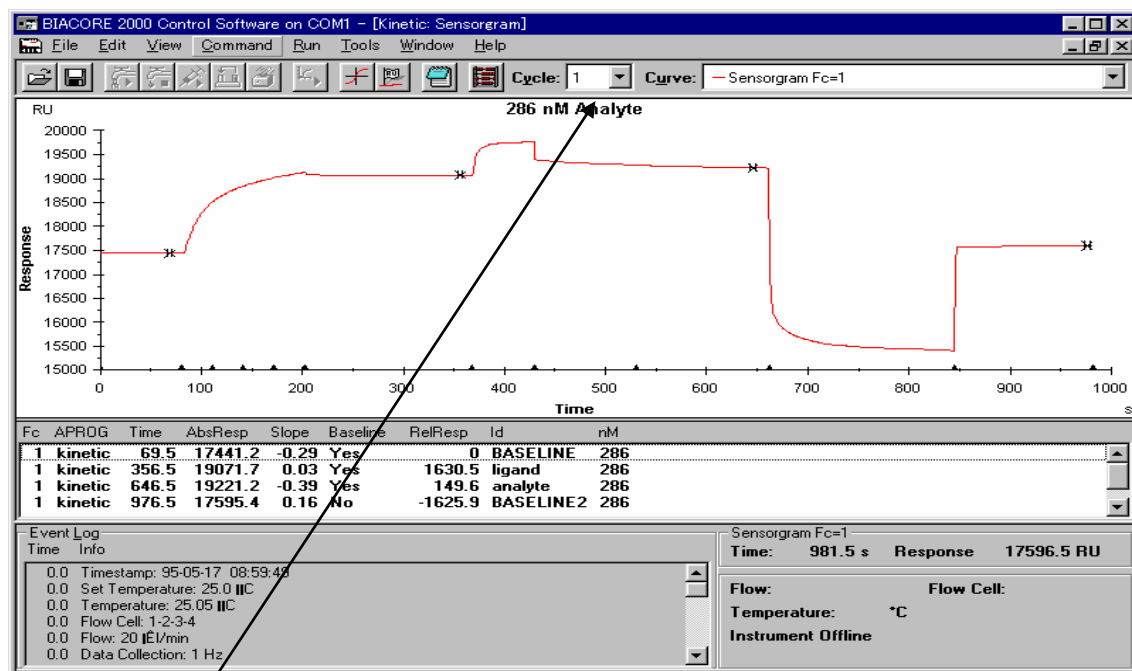 BIACORE 2000 Control Software on COM1 - [Kinetic: Sensorgram]
File Edit View Command Run Tools Window Help
Cycle: 1 Curve: Sensorgram Fc=1
286 nM Analyte
RU
20000
19500
19000
18500
18000
17500
17000
16500
16000
15500
15000
Response
0 100 200 300 400 500 600 700 800 900 1000
Time
s
Fc APROG Time AbsResp Slope Baseline RelResp Id nM
1 kinetic 69.5 17441.2 -0.29 Yes 0 BASELINE 286
1 kinetic 356.5 19071.7 0.03 Yes 1630.5 ligand 286
1 kinetic 646.5 19221.2 -0.39 Yes 149.6 analyte 286
1 kinetic 976.5 17595.4 0.16 No -1625.9 BASELINE2 286
Event Log
Time Info
0.0 Timestamp: 95-05-17 08:59:49
0.0 Set Temperature: 25.0 C
0.0 Temperature: 25.05 C
0.0 Flow Cell: 1-2-3-4
0.0 Flow: 20 Êl/min
0.0 Data Collection: 1 Hz
Sensorgram Fc=1
Time: 981.5 s Response 17596.5 RU
Flow: Flow Cell:
Temperature: °C
Instrument Offline